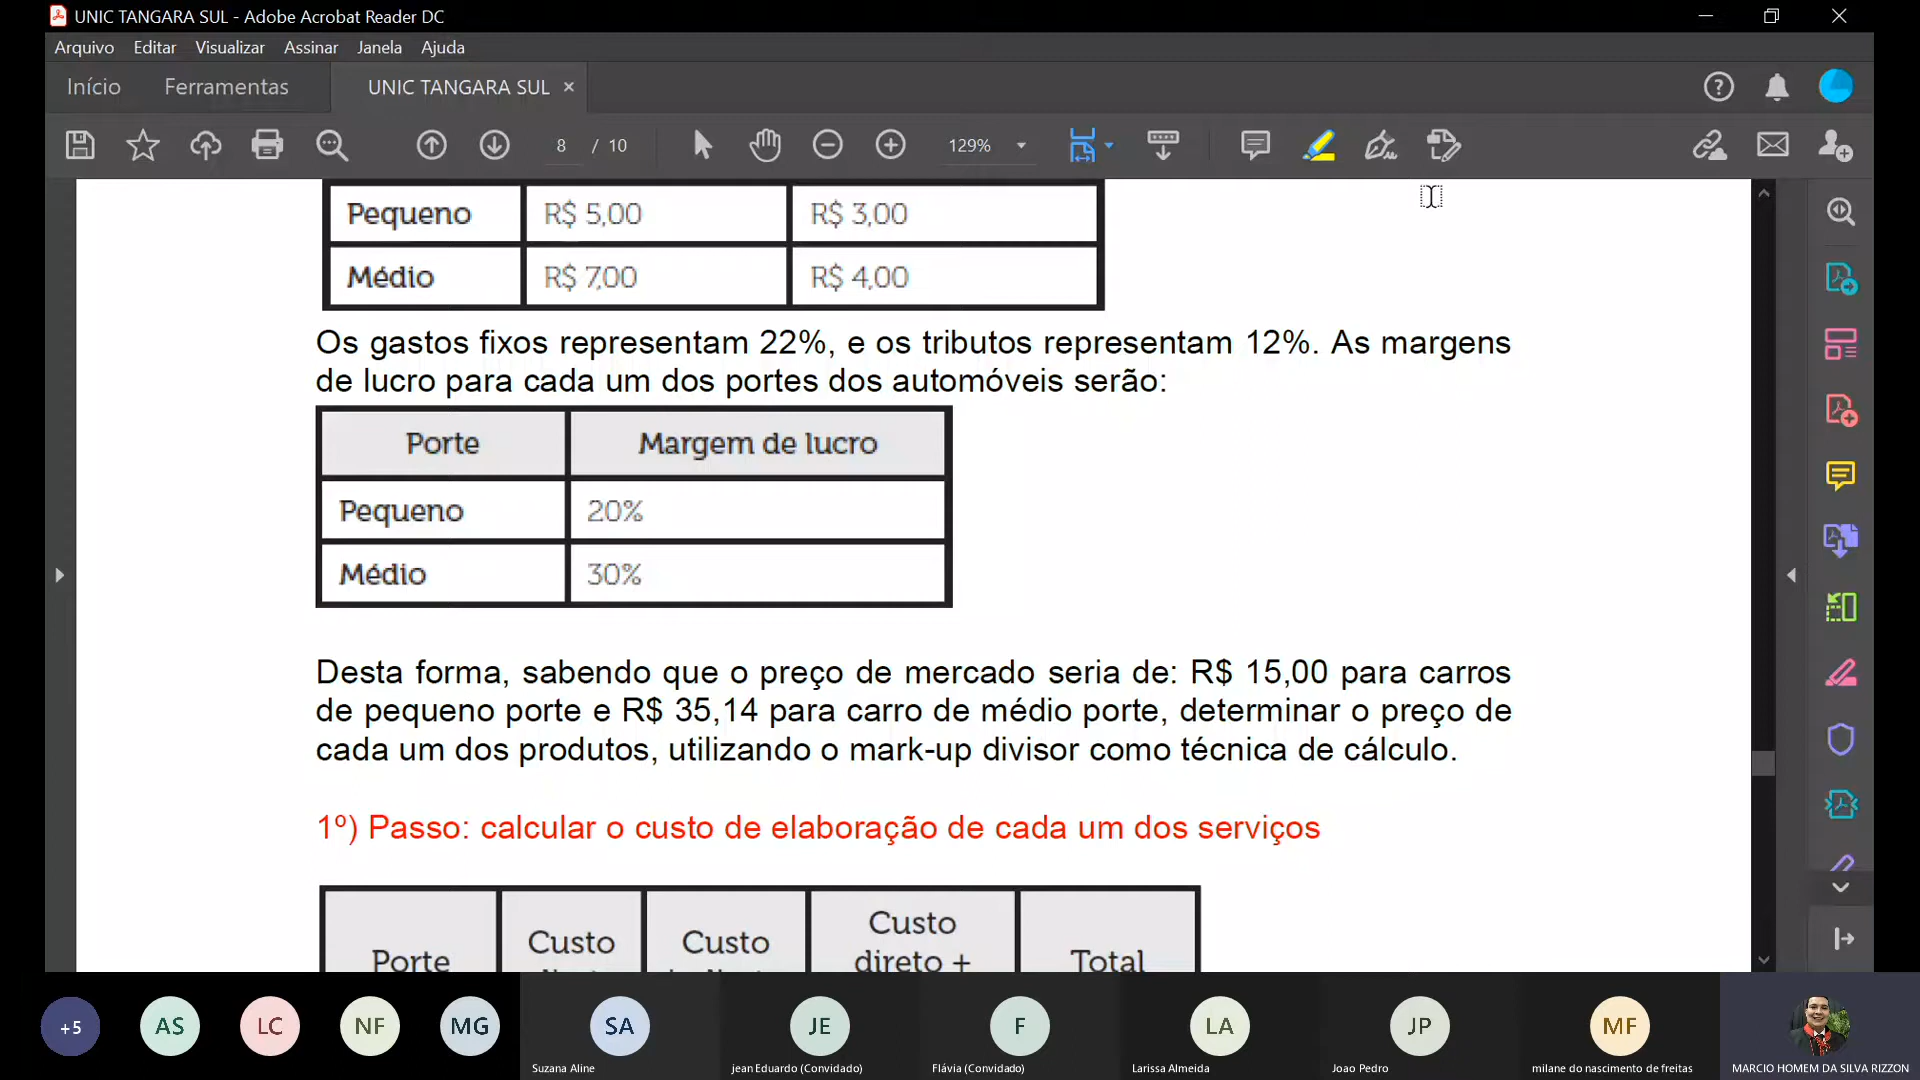 UNIC TANGARA SUL - Adobe Acrobat Reader DC
Arquivo Editar Visualizar Assinar Janela Ajuda
Início Ferramentas UNIC TANGARA SUL ×
8 / 10 129%
Pequeno R$ 5,00 R$ 3,00
Médio R$ 7,00 R$ 4,00
Os gastos fixos representam 22%, e os tributos representam 12%. As margens
de lucro para cada um dos portes dos automóveis serão:
Porte Margem de lucro
Pequeno 20%
Médio 30%
Desta forma, sabendo que o preço de mercado seria de: R$ 15,00 para carros
de pequeno porte e R$ 35,14 para carro de médio porte, determinar o preço de
cada um dos produtos, utilizando o mark-up divisor como técnica de cálculo.
1º) Passo: calcular o custo de elaboração de cada um dos serviços
Custo
Custo Custo
Porte direto + Total
+5 AS LC NF MG SA JE F LA JP MF
Suzana Aline jean Eduardo (Convidado) Flávia (Convidado) Larissa Almeida Joao Pedro milane do nascimento de freitas MARCIO HOMEM DA SILVA RIZZON